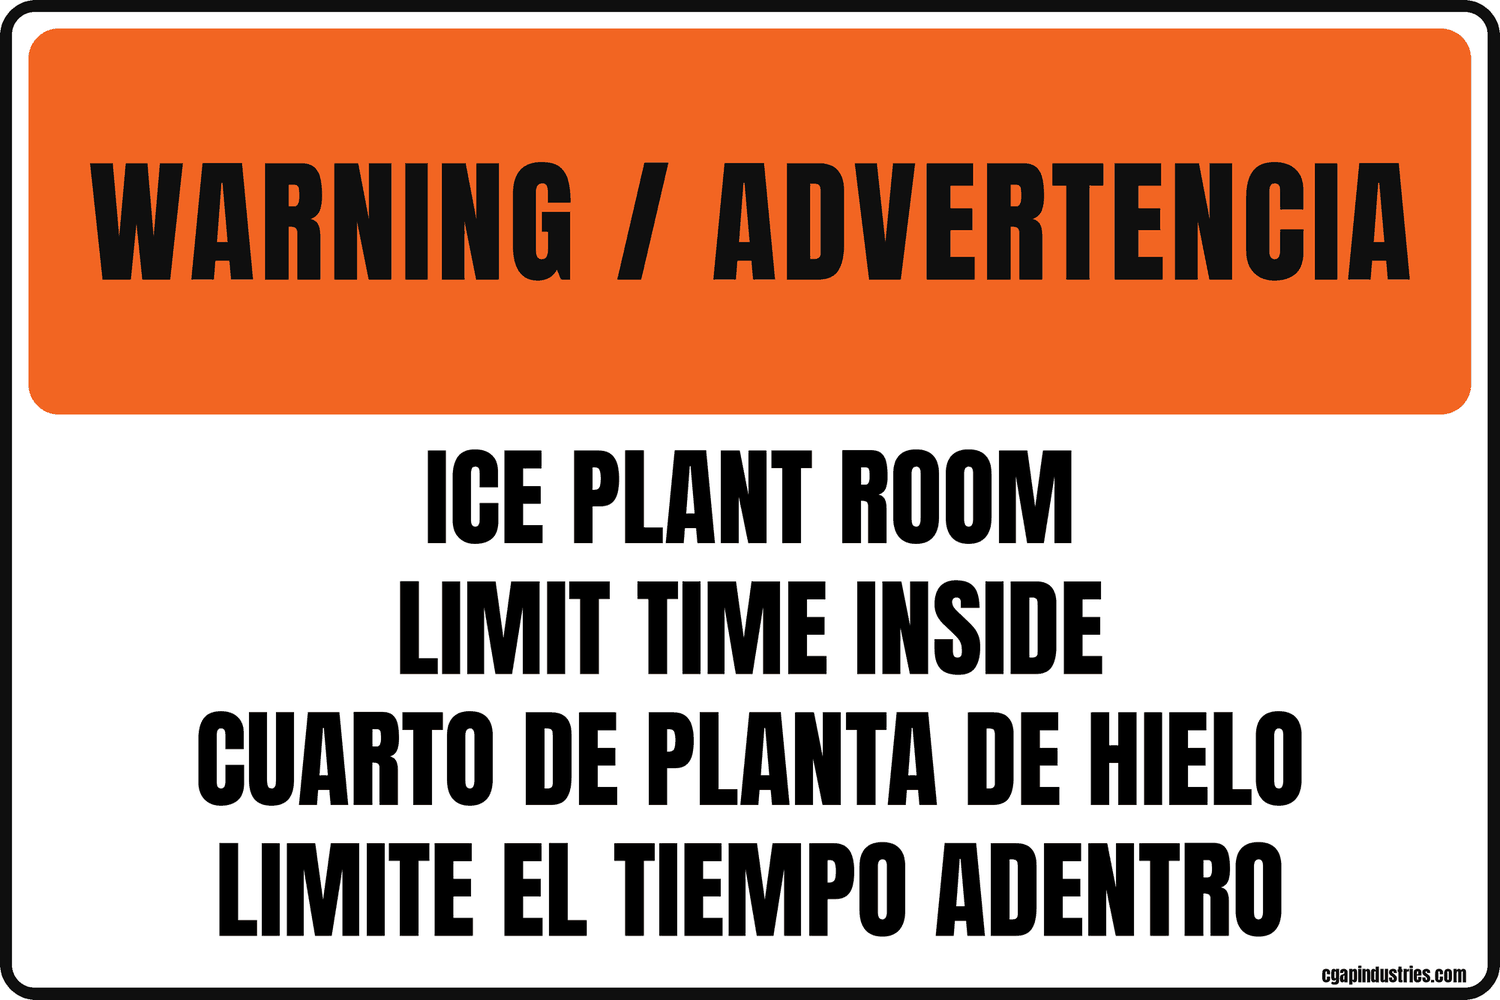 WARNING / ADVERTENCIA
ICE PLANT ROOM
LIMIT TIME INSIDE
CUARTO DE PLANTA DE HIELO
LIMITE EL TIEMPO ADENTRO
cgapindustries.com